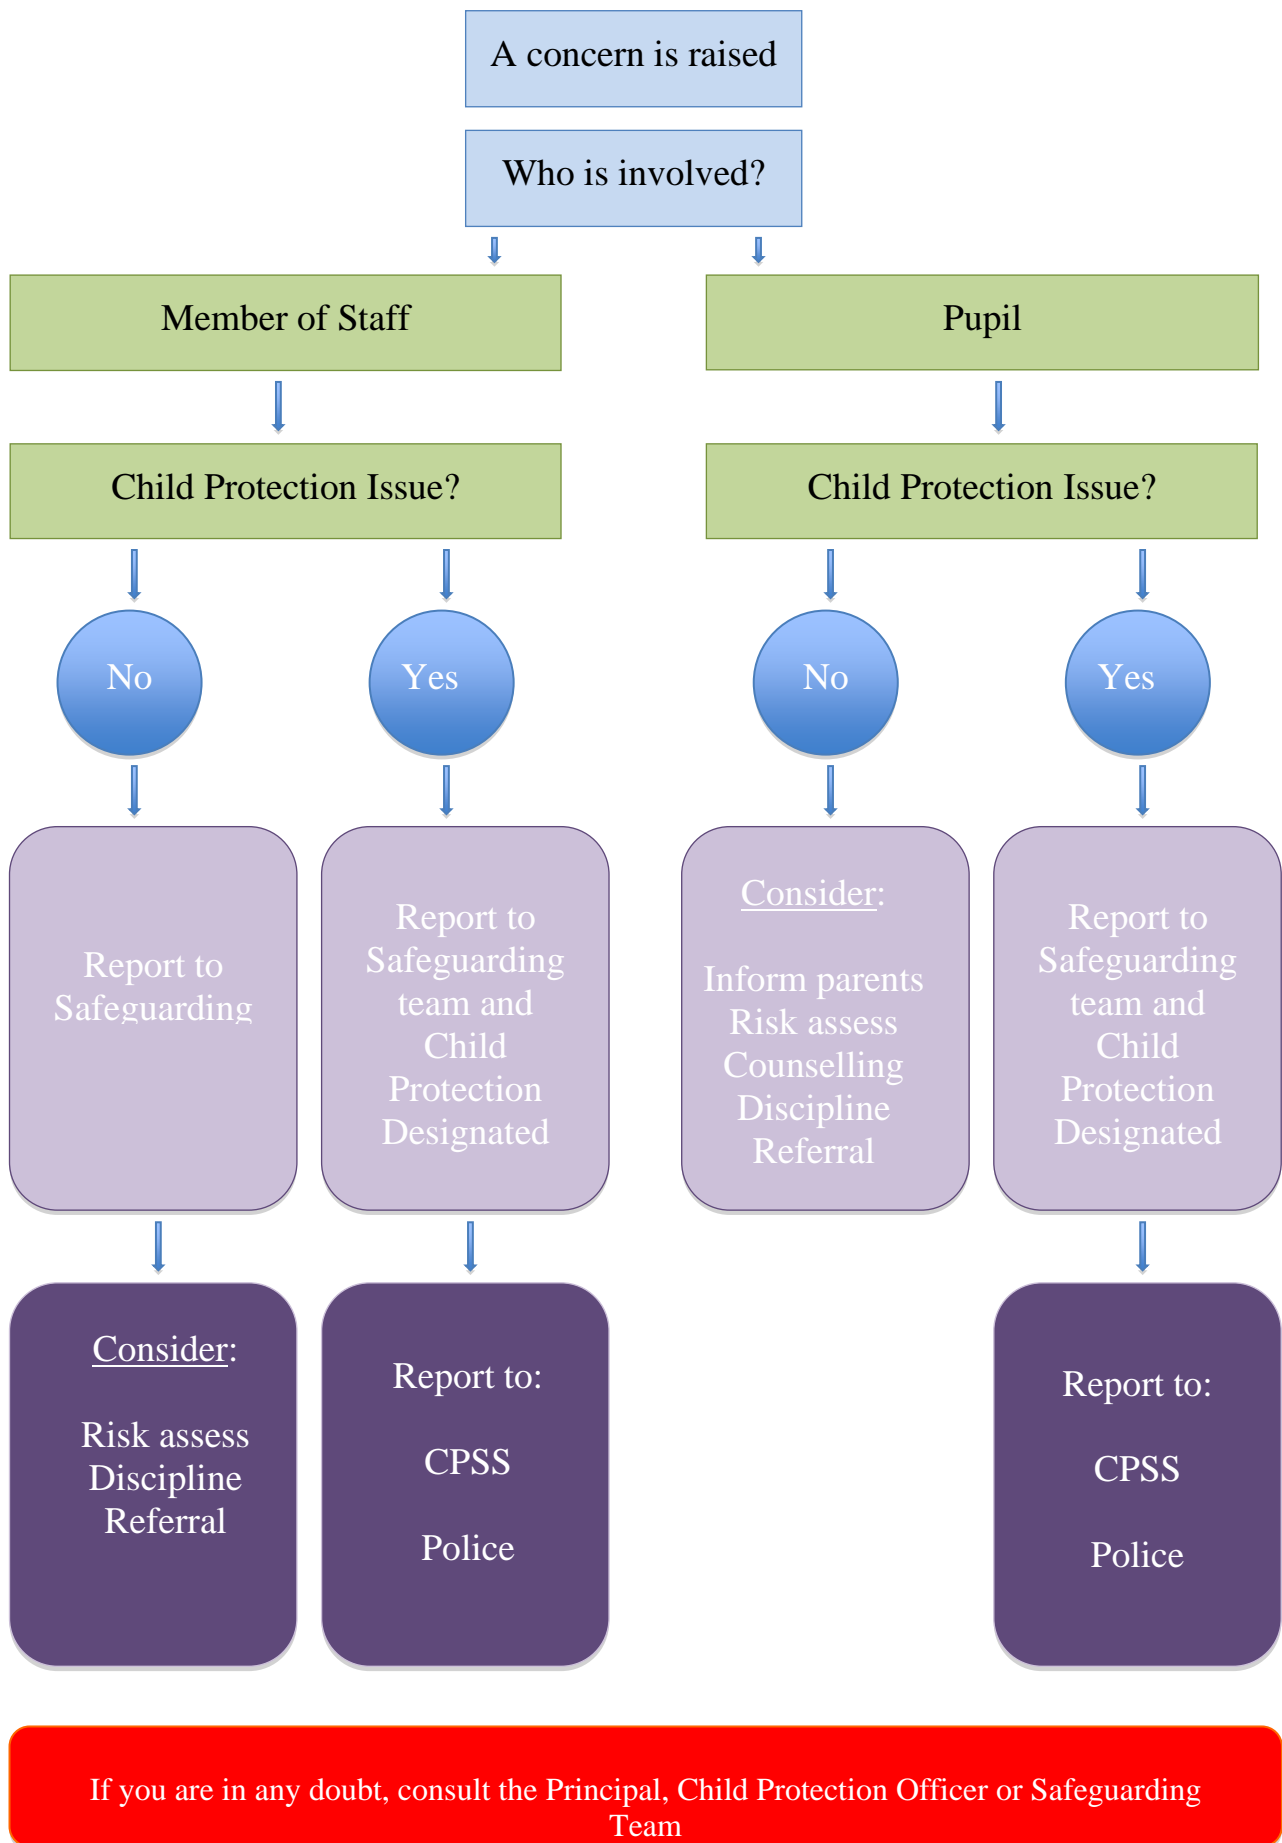 A concern is raised
Who is involved?
Member of Staff
Pupil
Child Protection Issue?
Child Protection Issue?
No
Yes
No
Yes
Report to
Safeguarding
Report to
Safeguarding
team and
Child
Protection
Designated
Consider:
Inform parents
Risk assess
Counselling
Discipline
Referral
Report to
Safeguarding
team and
Child
Protection
Designated
Consider:
Risk assess
Discipline
Referral
Report to:
CPSS
Police
Report to:
CPSS
Police
If you are in any doubt, consult the Principal, Child Protection Officer or Safeguarding
Team